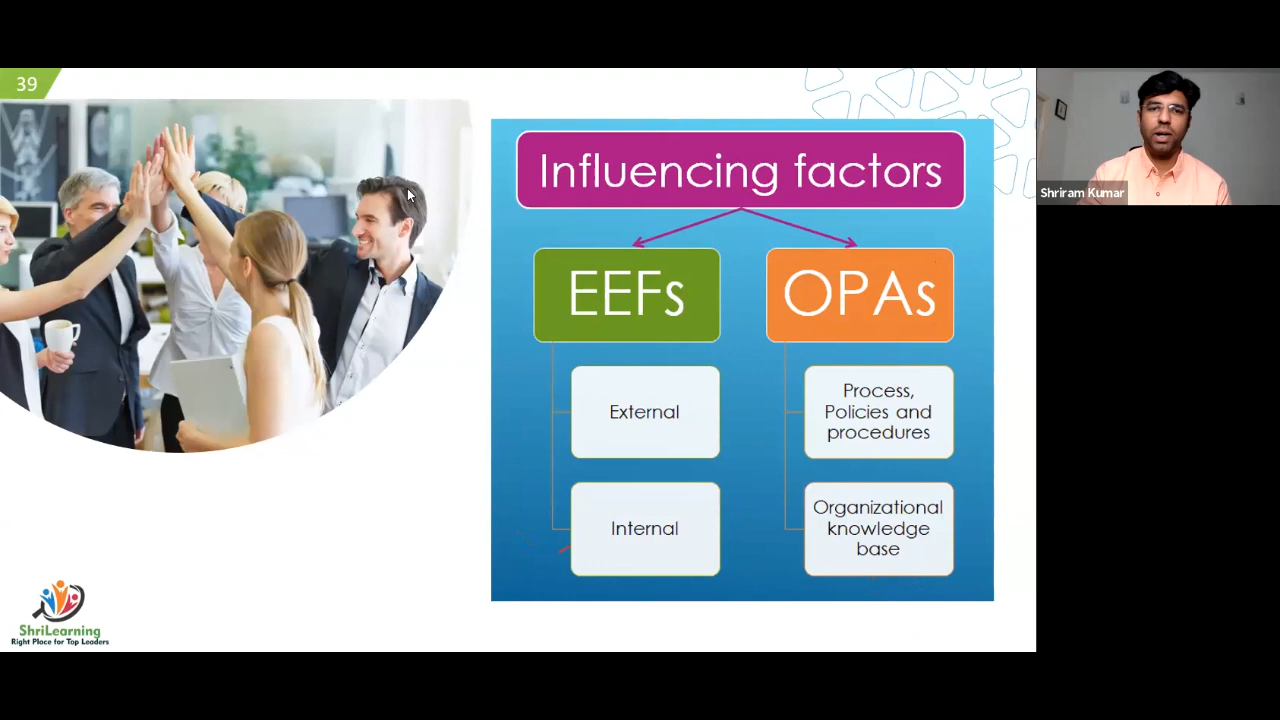 39
Influencing factors
EEFs
OPAs
External
Process,
Policies and
procedures
Internal
Organizational
knowledge
base
ShriLearning
Right Place for Top Leaders
Shriram Kumar